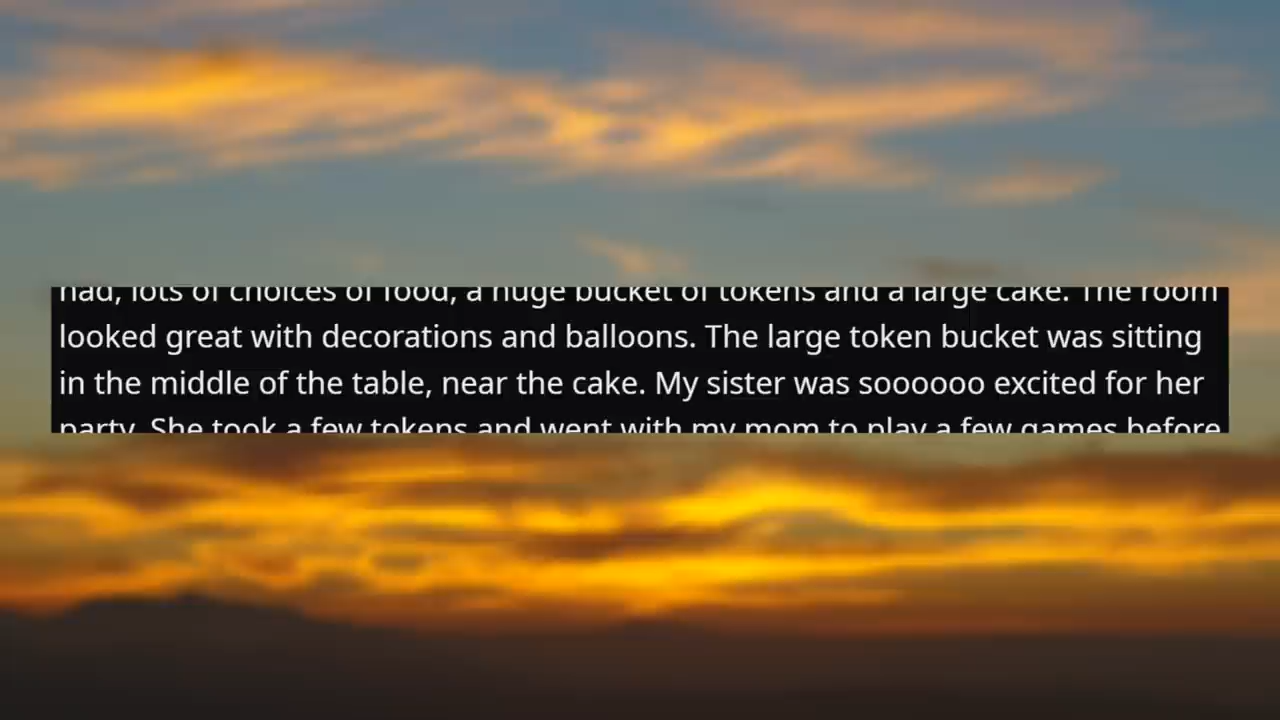 had, lots of choices of food, a huge bucket of tokens and a large cake. The room
looked great with decorations and balloons. The large token bucket was sitting
in the middle of the table, near the cake. My sister was soooooo excited for her
party. She took a few tokens and went with my mom to play a few games before